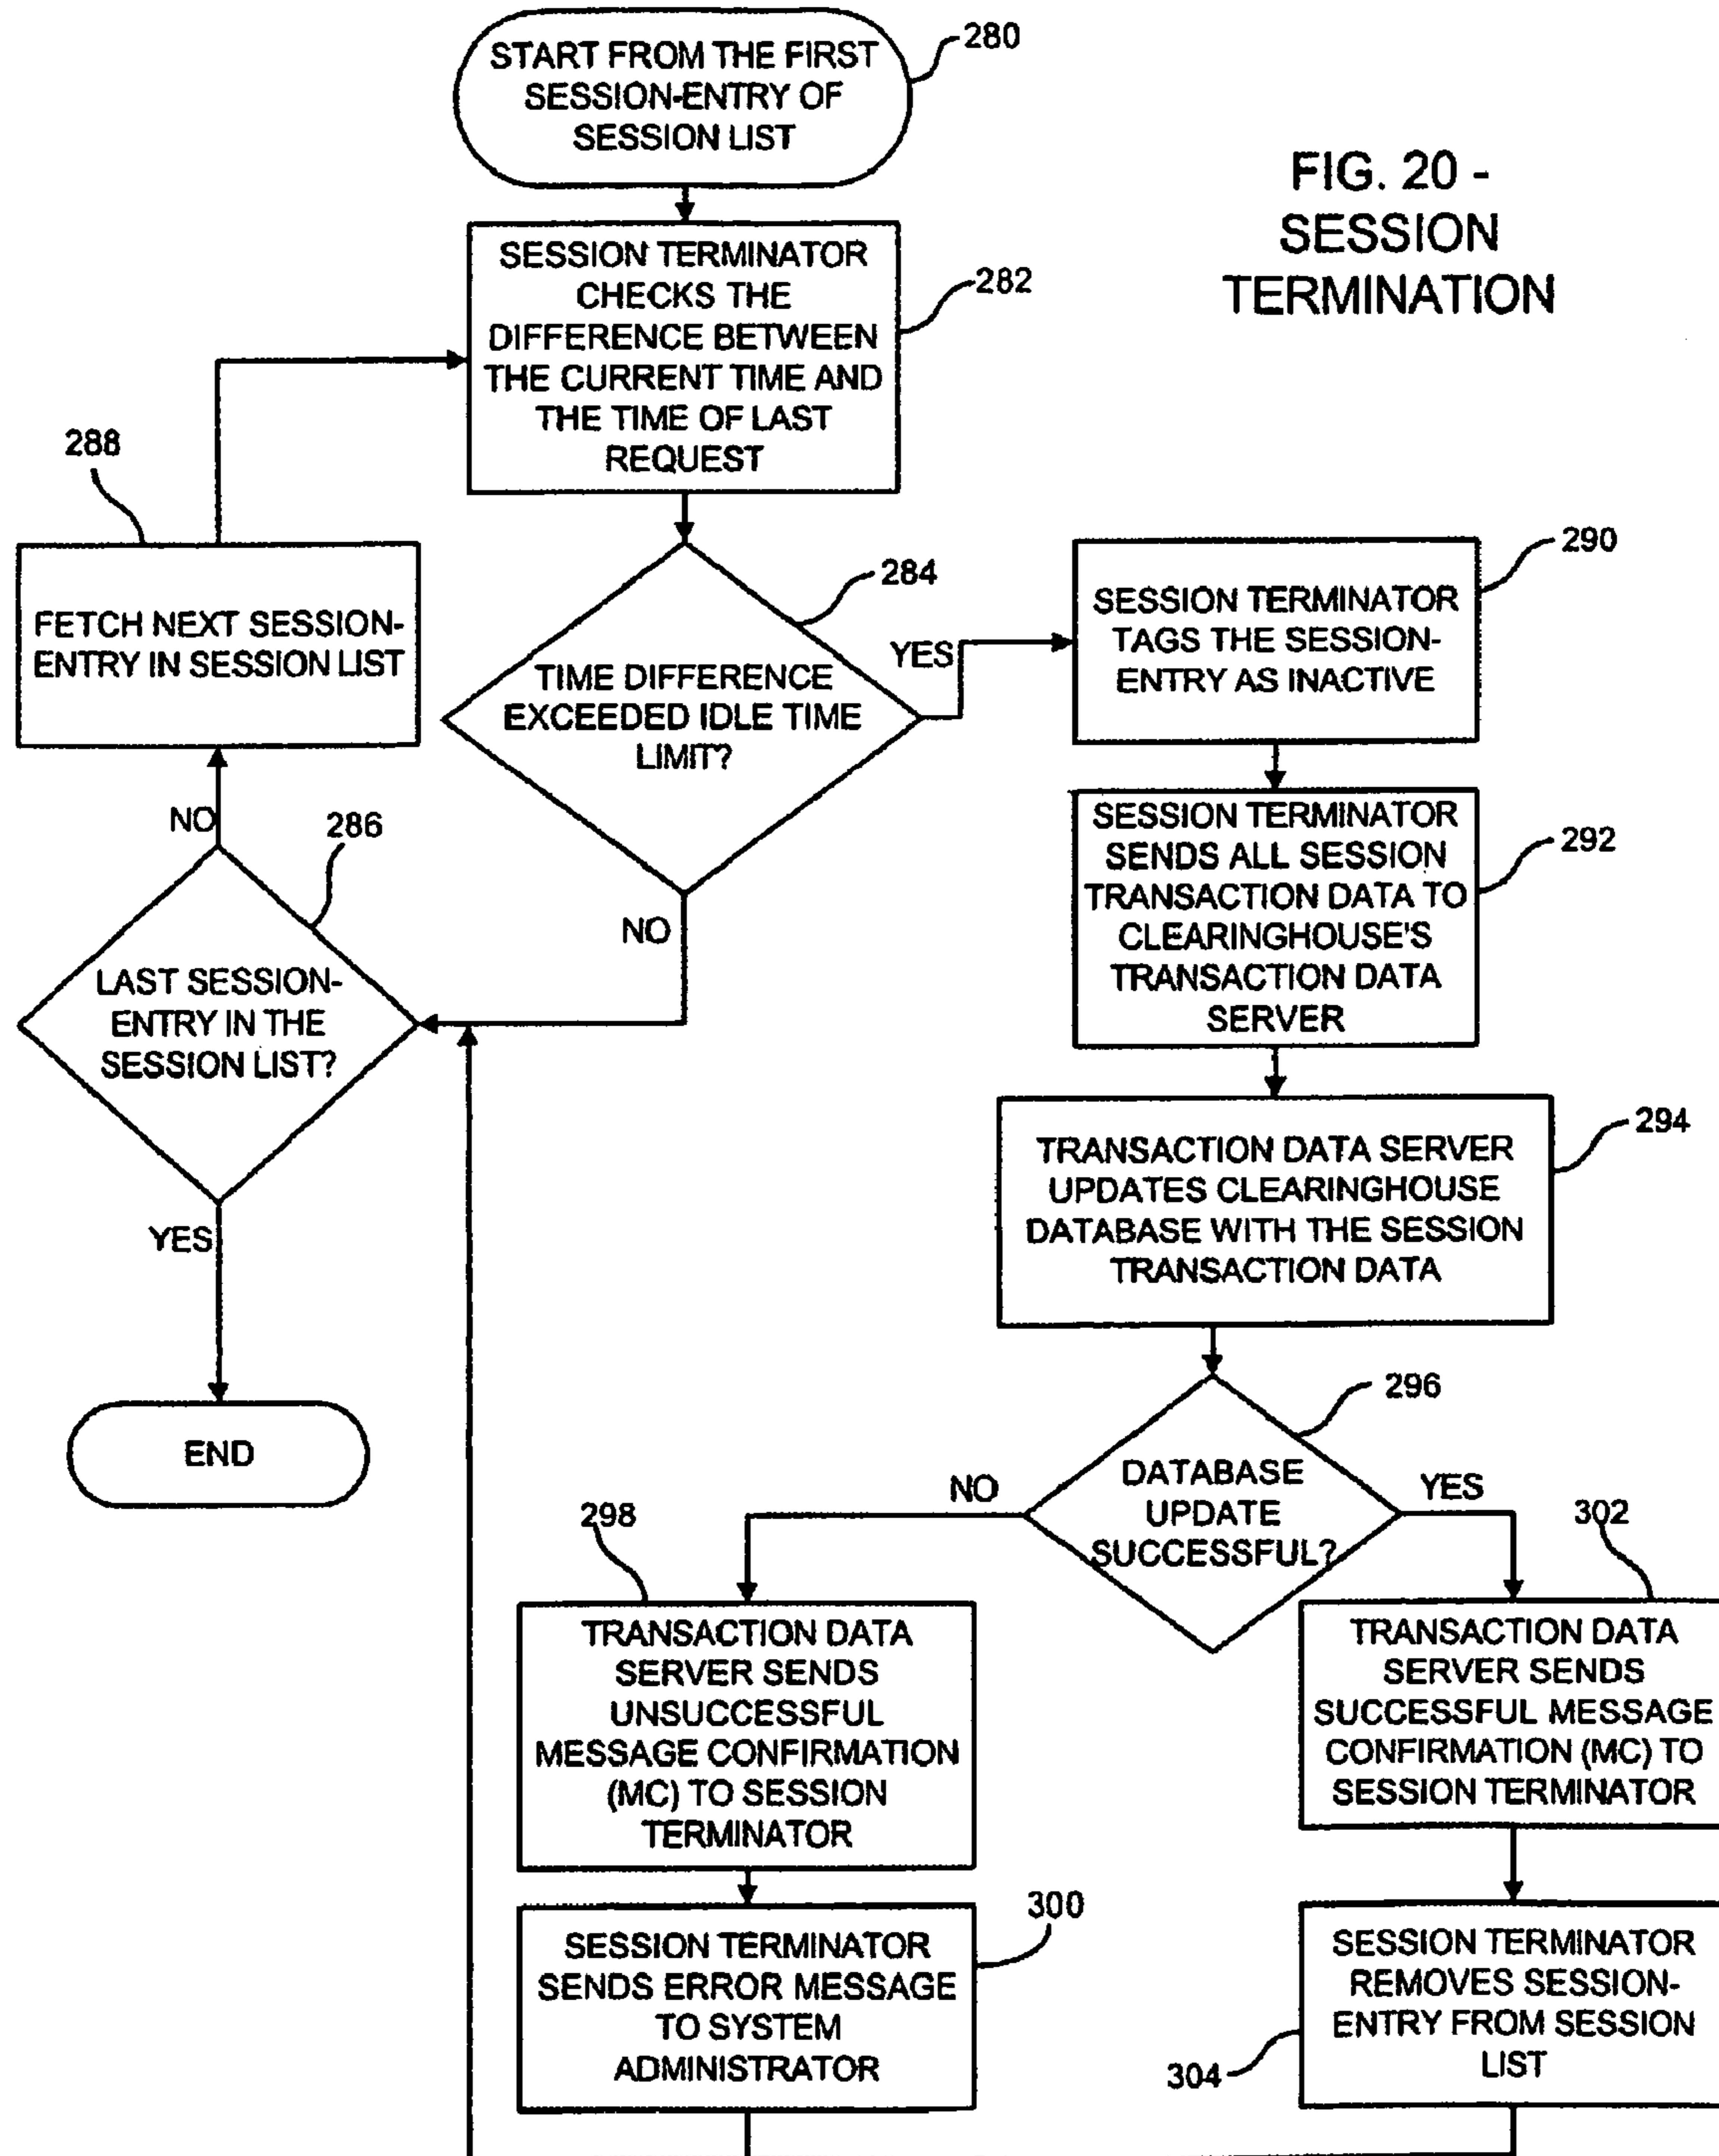 START FROM THE FIRST
SESSION-ENTRY OF
SESSION LIST
280
FIG. 20 -
SESSION
TERMINATION
SESSION TERMINATOR
CHECKS THE
DIFFERENCE BETWEEN
THE CURRENT TIME AND
THE TIME OF LAST
REQUEST
282
288
FETCH NEXT SESSION-
ENTRY IN SESSION LIST
284
TIME DIFFERENCE
EXCEEDED IDLE TIME
LIMIT?
YES
NO
290
SESSION TERMINATOR
TAGS THE SESSION-
ENTRY AS INACTIVE
NO
286
LAST SESSION-
ENTRY IN THE
SESSION LIST?
YES
END
SESSION TERMINATOR
SENDS ALL SESSION
TRANSACTION DATA TO
CLEARINGHOUSE'S
TRANSACTION DATA
SERVER
292
TRANSACTION DATA SERVER
UPDATES CLEARINGHOUSE
DATABASE WITH THE SESSION
TRANSACTION DATA
294
296
DATABASE
UPDATE
SUCCESSFUL?
NO
YES
298
TRANSACTION DATA
SERVER SENDS
UNSUCCESSFUL
MESSAGE CONFIRMATION
(MC) TO SESSION
TERMINATOR
302
TRANSACTION DATA
SERVER SENDS
SUCCESSFUL MESSAGE
CONFIRMATION (MC) TO
SESSION TERMINATOR
300
SESSION TERMINATOR
SENDS ERROR MESSAGE
TO SYSTEM
ADMINISTRATOR
SESSION TERMINATOR
REMOVES SESSION-
ENTRY FROM SESSION
LIST
304